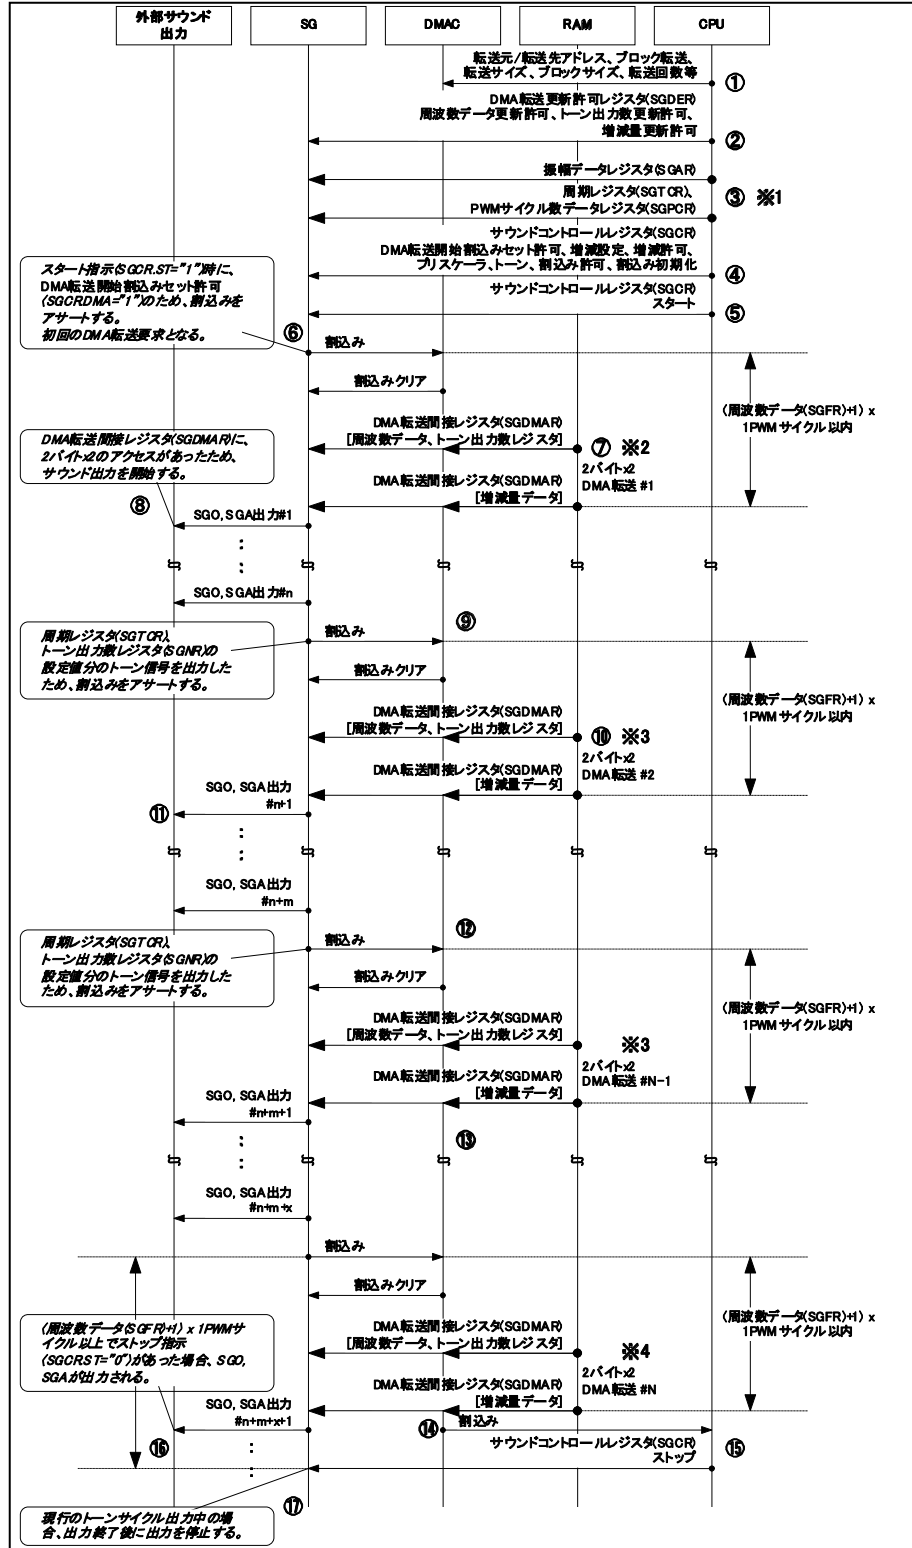 外部サウンド
出力
SG
DMAC
RAM
CPU
転送元/転送先アドレス、ブロック転送、
転送サイズ、ブロックサイズ、転送回数等
①
DMA転送更新許可レジスタ(SGDER)
周波数データ更新許可、トーン出力数更新許可、
増減量更新許可
②
振幅データレジスタ(SGAR)
周期レジスタ(SGTCR)、
③ ※1
PWMサイクル数データレジスタ(SGPCR)
サウンドコントロールレジスタ(SGCR)
DMA転送開始割込みセット許可、増減設定、増減許可、
プリスケーラ、トーン、割込み許可、割込み初期化
④
サウンドコントロールレジスタ(SGCR)
スタート
⑤
スタート指示(SGCR.ST="1")時に、
DMA転送開始割込みセット許可
(SGCR.DMA="1")のため、割込みを
アサートする。
初回のDMA転送要求となる。
⑥
割込み
割込みクリア
(周波数データ(SGFR)+1) x
1PWMサイクル以内
DMA転送間接レジスタ(SGDMAR)
[周波数データ、トーン出力数レジスタ]
⑦ ※2
2バイトx2
DMA転送 #1
DMA転送間接レジスタ(SGDMAR)に、
2バイトx2のアクセスがあったため、
サウンド出力を開始する。
DMA転送間接レジスタ(SGDMAR)
[増減量データ]
⑧
SGO, SGA出力#1
SGO, SGA出力#n
⑨
周期レジスタ(SGTCR)、
トーン出力数レジスタ(SGNR)の
設定値分のトーン信号を出力した
ため、割込みをアサートする。
割込み
割込みクリア
(周波数データ(SGFR)+1) x
1PWMサイクル以内
DMA転送間接レジスタ(SGDMAR)
[周波数データ、トーン出力数レジスタ]
⑩ ※3
2バイトx2
DMA転送 #2
DMA転送間接レジスタ(SGDMAR)
[増減量データ]
SGO, SGA出力
#n+1
⑪
SGO, SGA出力
#n+m
⑫
周期レジスタ(SGTCR)、
トーン出力数レジスタ(SGNR)の
設定値分のトーン信号を出力した
ため、割込みをアサートする。
割込み
割込みクリア
(周波数データ(SGFR)+1) x
1PWMサイクル以内
DMA転送間接レジスタ(SGDMAR)
[周波数データ、トーン出力数レジスタ]
※3
2バイトx2
DMA転送 #N-1
DMA転送間接レジスタ(SGDMAR)
[増減量データ]
SGO, SGA出力
#n+m+1
⑬
SGO, SGA出力
#n+m+x
割込み
割込みクリア
(周波数データ(SGFR)+1) x
1PWMサイクル以内
(周波数データ(SGFR)+1) x 1PWMサ
イクル以上でストップ指示
(SGCR.ST="0")があった場合、SGO,
SGAが出力される。
DMA転送間接レジスタ(SGDMAR)
[周波数データ、トーン出力数レジスタ]
※4
2バイトx2
DMA転送 #N
DMA転送間接レジスタ(SGDMAR)
[増減量データ]
SGO, SGA出力
#n+m+x+1
⑭
割込み
サウンドコントロールレジスタ(SGCR)
ストップ
⑮
⑯
⑰
現行のトーンサイクル出力中の場
合、出力終了後に出力を停止する。